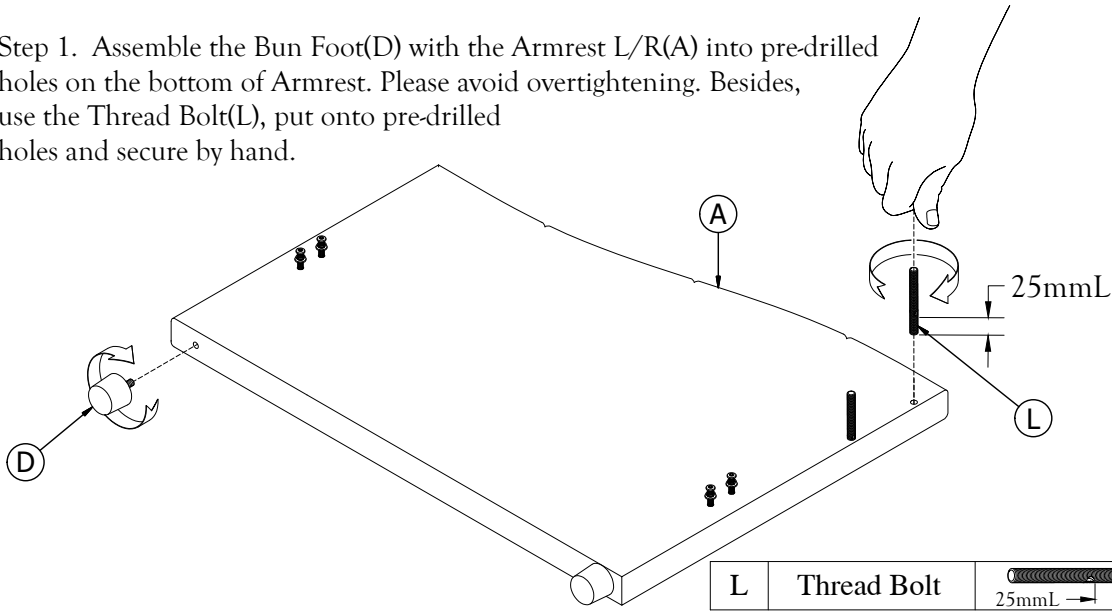 Step 1. Assemble the Bun Foot(D) with the Armrest L/R(A) into pre-drilled
holes on the bottom of Armrest. Please avoid overtightening. Besides,
use the Thread Bolt(L), put onto pre-drilled
holes and secure by hand.
A
25mmL
L
D
L Thread Bolt
25mmL